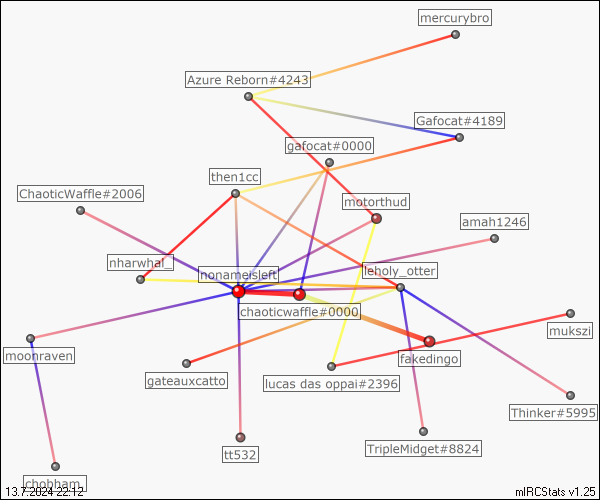 mercurybro
Azure Reborn#4243
Gafocat#4189
gafocat#0000
then1cc
ChaoticWaffle#2006
motorthud
amah1246
nharwhal_
nonameisleft
leholy_otter
chaoticwaffle#0000
mukszi
moonraven
fakedingo
gateauxcatto
lucas das oppai#2396
Thinker#5995
tt532
TripleMidget#8824
chobham_
13.7.2024 22:12
mIRCStats v1.25